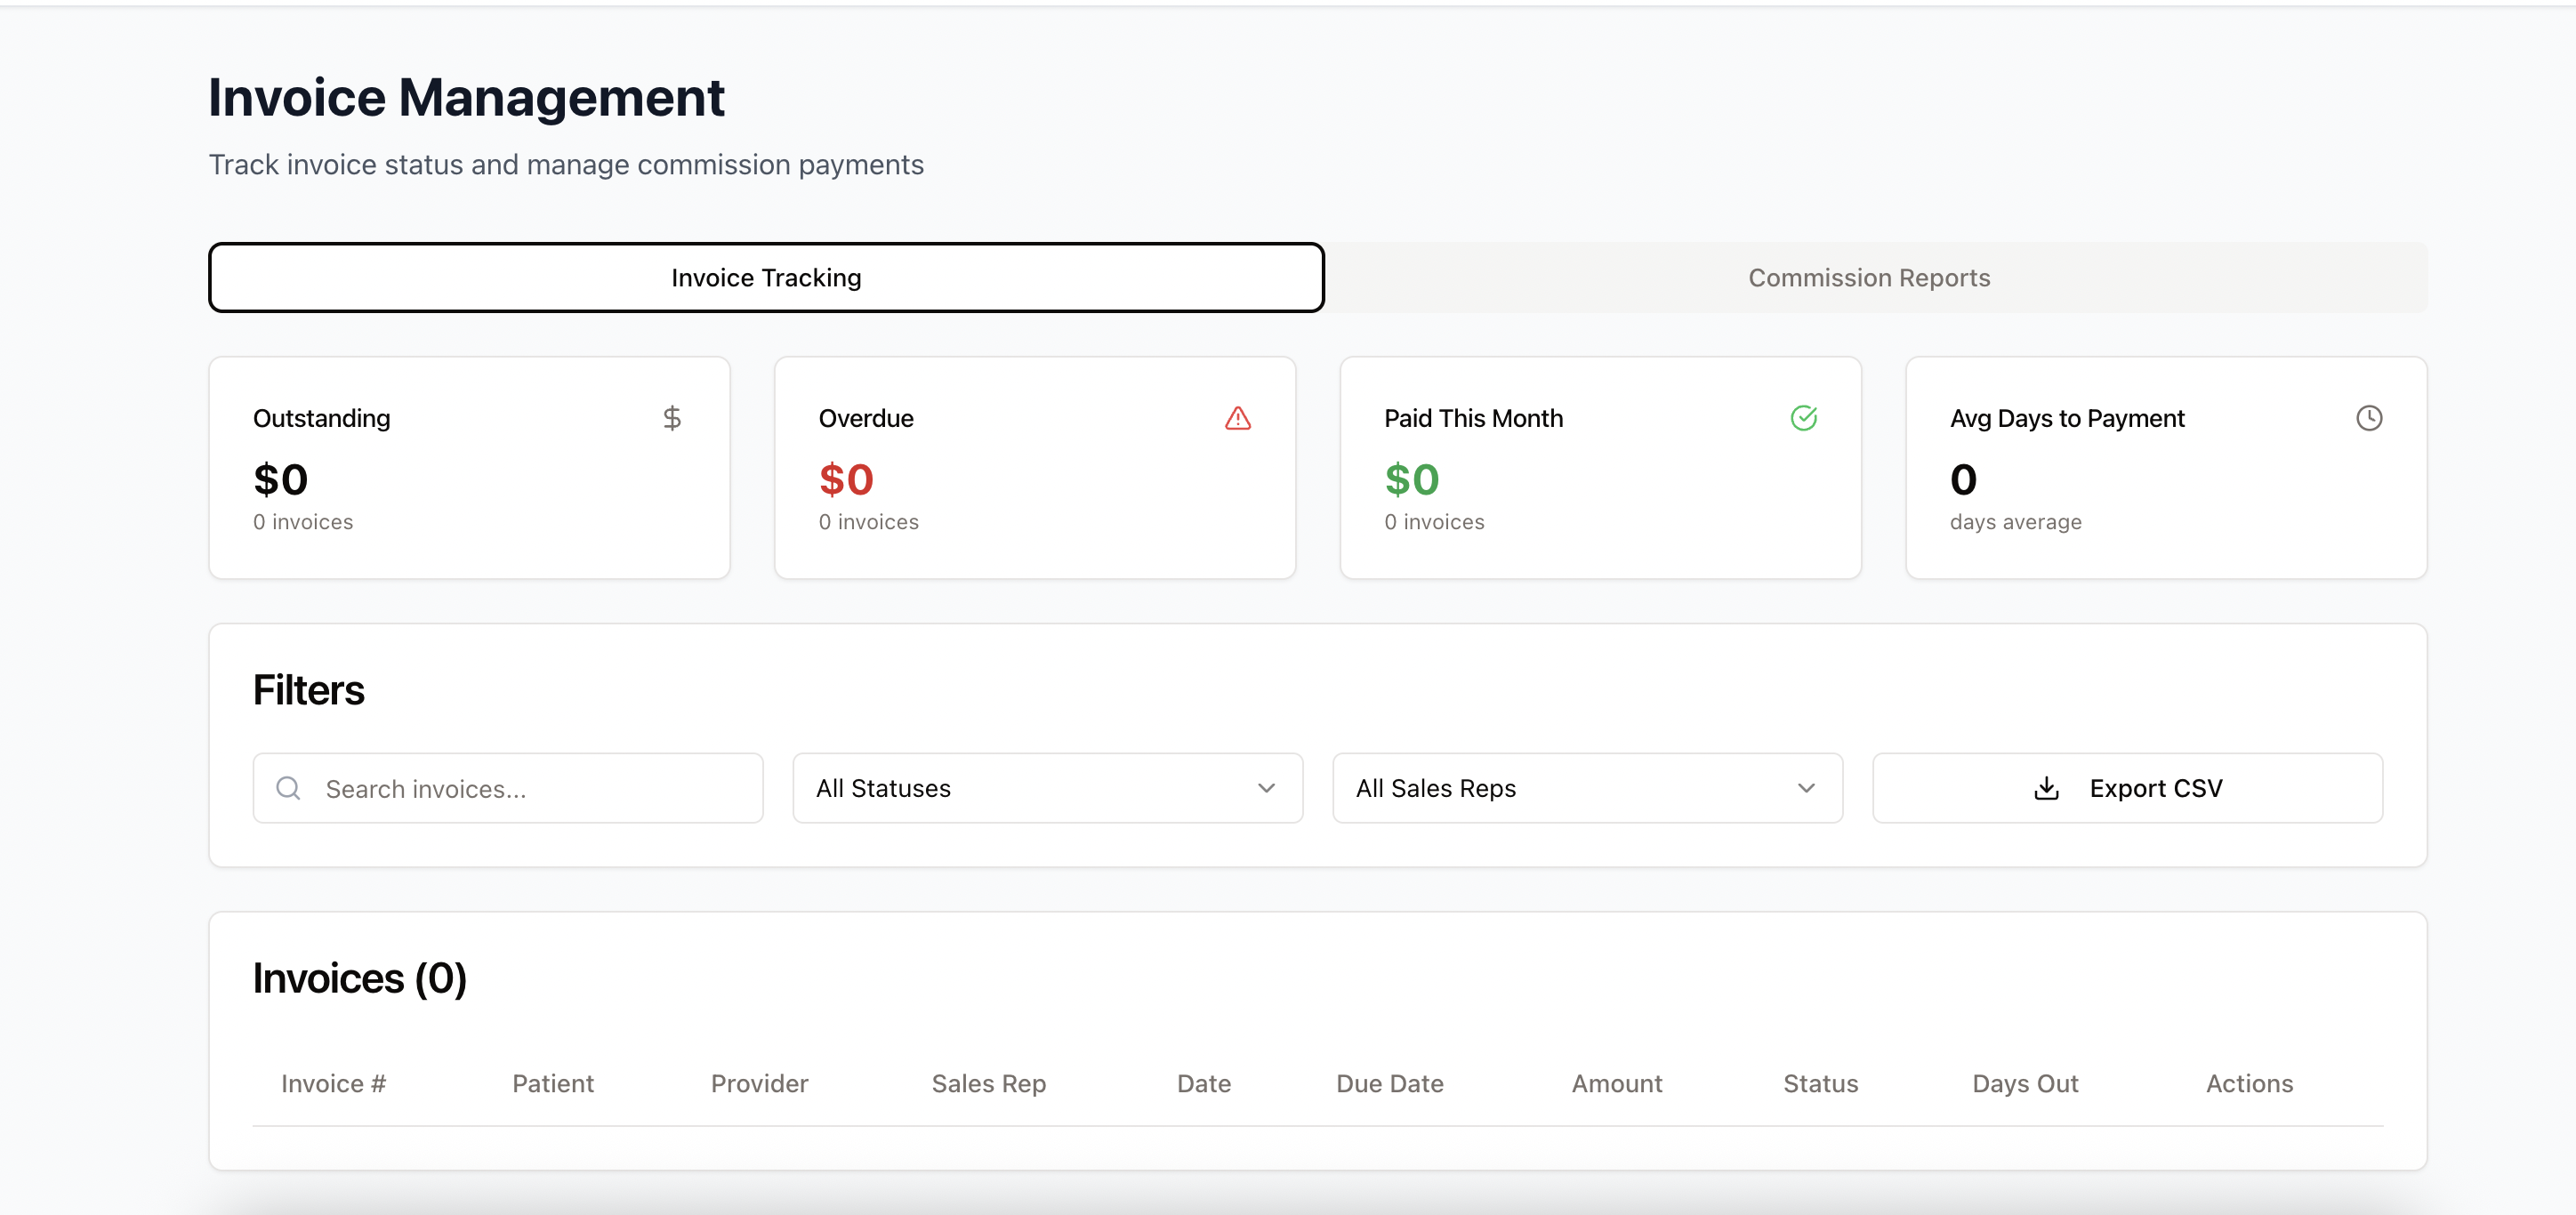 Invoice Management
Track invoice status and manage commission payments
Invoice Tracking
Commission Reports
Outstanding
$0
0 invoices
Overdue
$0
0 invoices
Paid This Month
$0
0 invoices
Avg Days to Payment
0
days average
Filters
Search invoices...
All Statuses
All Sales Reps
Export CSV
Invoices (0)
Invoice # Patient Provider Sales Rep Date Due Date Amount Status Days Out Actions